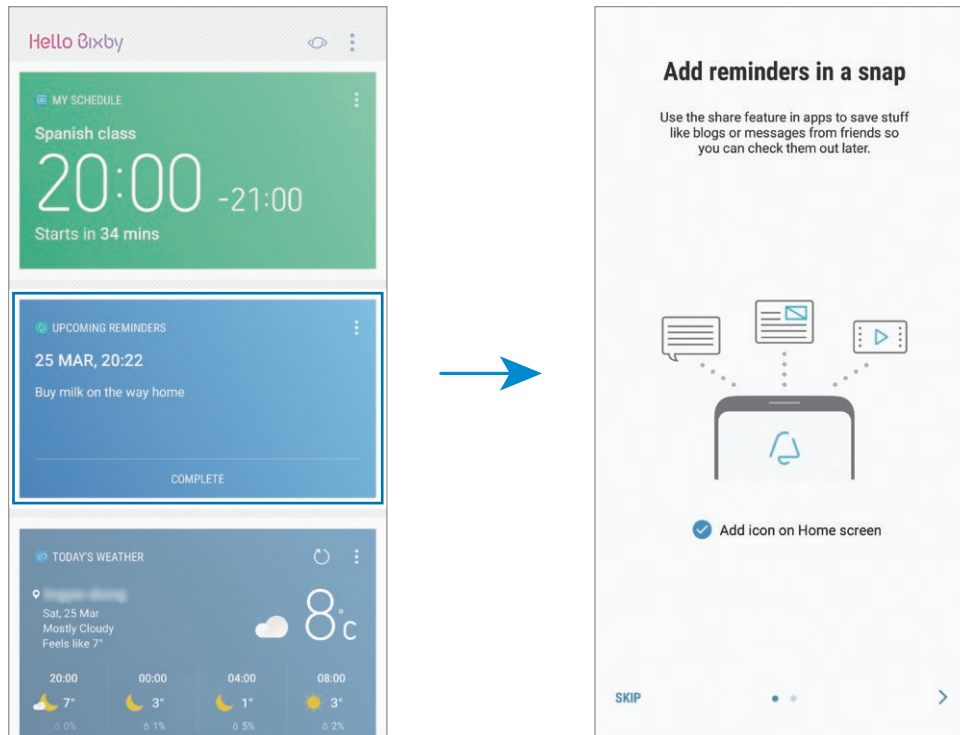 Hello Bixby
MY SCHEDULE
Spanish class
20:00 -21:00
Starts in 34 mins
UPCOMING REMINDERS
25 MAR, 20:22
Buy milk on the way home
COMPLETE
TODAY'S WEATHER
Sat, 25 Mar
Mostly Cloudy
Feels like 7°
8°c
20:00 00:00 04:00 08:00
7° 3° 1° 3°
0% 1% 5% 2%
Add reminders in a snap
Use the share feature in apps to save stuff
like blogs or messages from friends so
you can check them out later.
Add icon on Home screen
SKIP